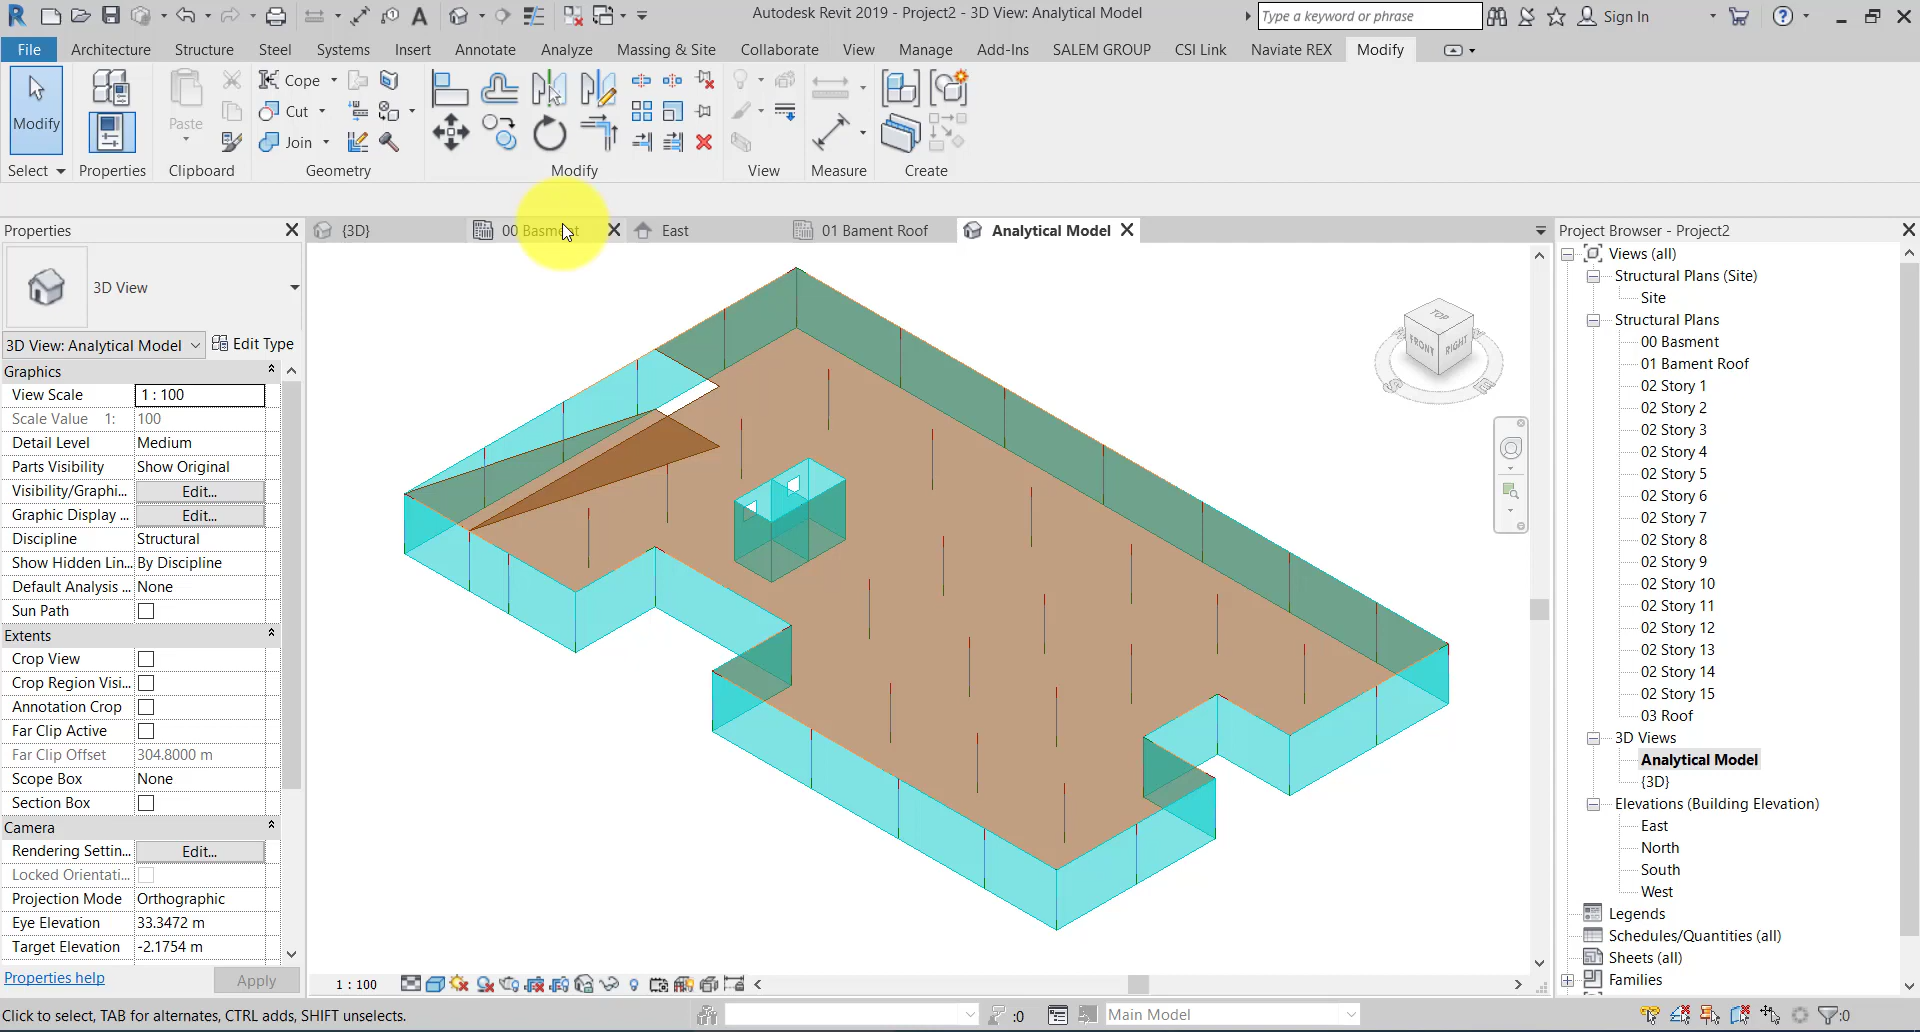 Autodesk Revit 2019 - Project2 - 3D View: Analytical Model
Type a keyword or phrase
Sign In
File
Architecture
Structure
Steel
Systems
Insert
Annotate
Analyze
Massing & Site
Collaborate
View
Manage
Add-Ins
SALEM GROUP
CSI Link
Naviate REX
Modify
Modify
Paste
Cope
Cut
Join
Select
Properties
Clipboard
Geometry
Modify
View
Measure
Create
Properties
{3D}
00 Basment
East
01 Bament Roof
Analytical Model
Project Browser - Project2
3D View
3D View: Analytical Model
Edit Type
Graphics
View Scale 1 : 100
Scale Value 1: 100
Detail Level Medium
Parts Visibility Show Original
Visibility/Graphi... Edit...
Graphic Display ... Edit...
Discipline Structural
Show Hidden Lin... By Discipline
Default Analysis ... None
Sun Path
Extents
Crop View
Crop Region Visi...
Annotation Crop
Far Clip Active
Far Clip Offset 304.8000 m
Scope Box None
Section Box
Camera
Rendering Settin... Edit...
Locked Orientati...
Projection Mode Orthographic
Eye Elevation 33.3472 m
Target Elevation -2.1754 m
Properties help
Apply
TOP
FRONT
RIGHT
Views (all)
Structural Plans (Site)
Site
Structural Plans
00 Basment
01 Bament Roof
02 Story 1
02 Story 2
02 Story 3
02 Story 4
02 Story 5
02 Story 6
02 Story 7
02 Story 8
02 Story 9
02 Story 10
02 Story 11
02 Story 12
02 Story 13
02 Story 14
02 Story 15
03 Roof
3D Views
Analytical Model
{3D}
Elevations (Building Elevation)
East
North
South
West
Legends
Schedules/Quantities (all)
Sheets (all)
Families
1 : 100
Click to select, TAB for alternates, CTRL adds, SHIFT unselects.
:0
Main Model
:0